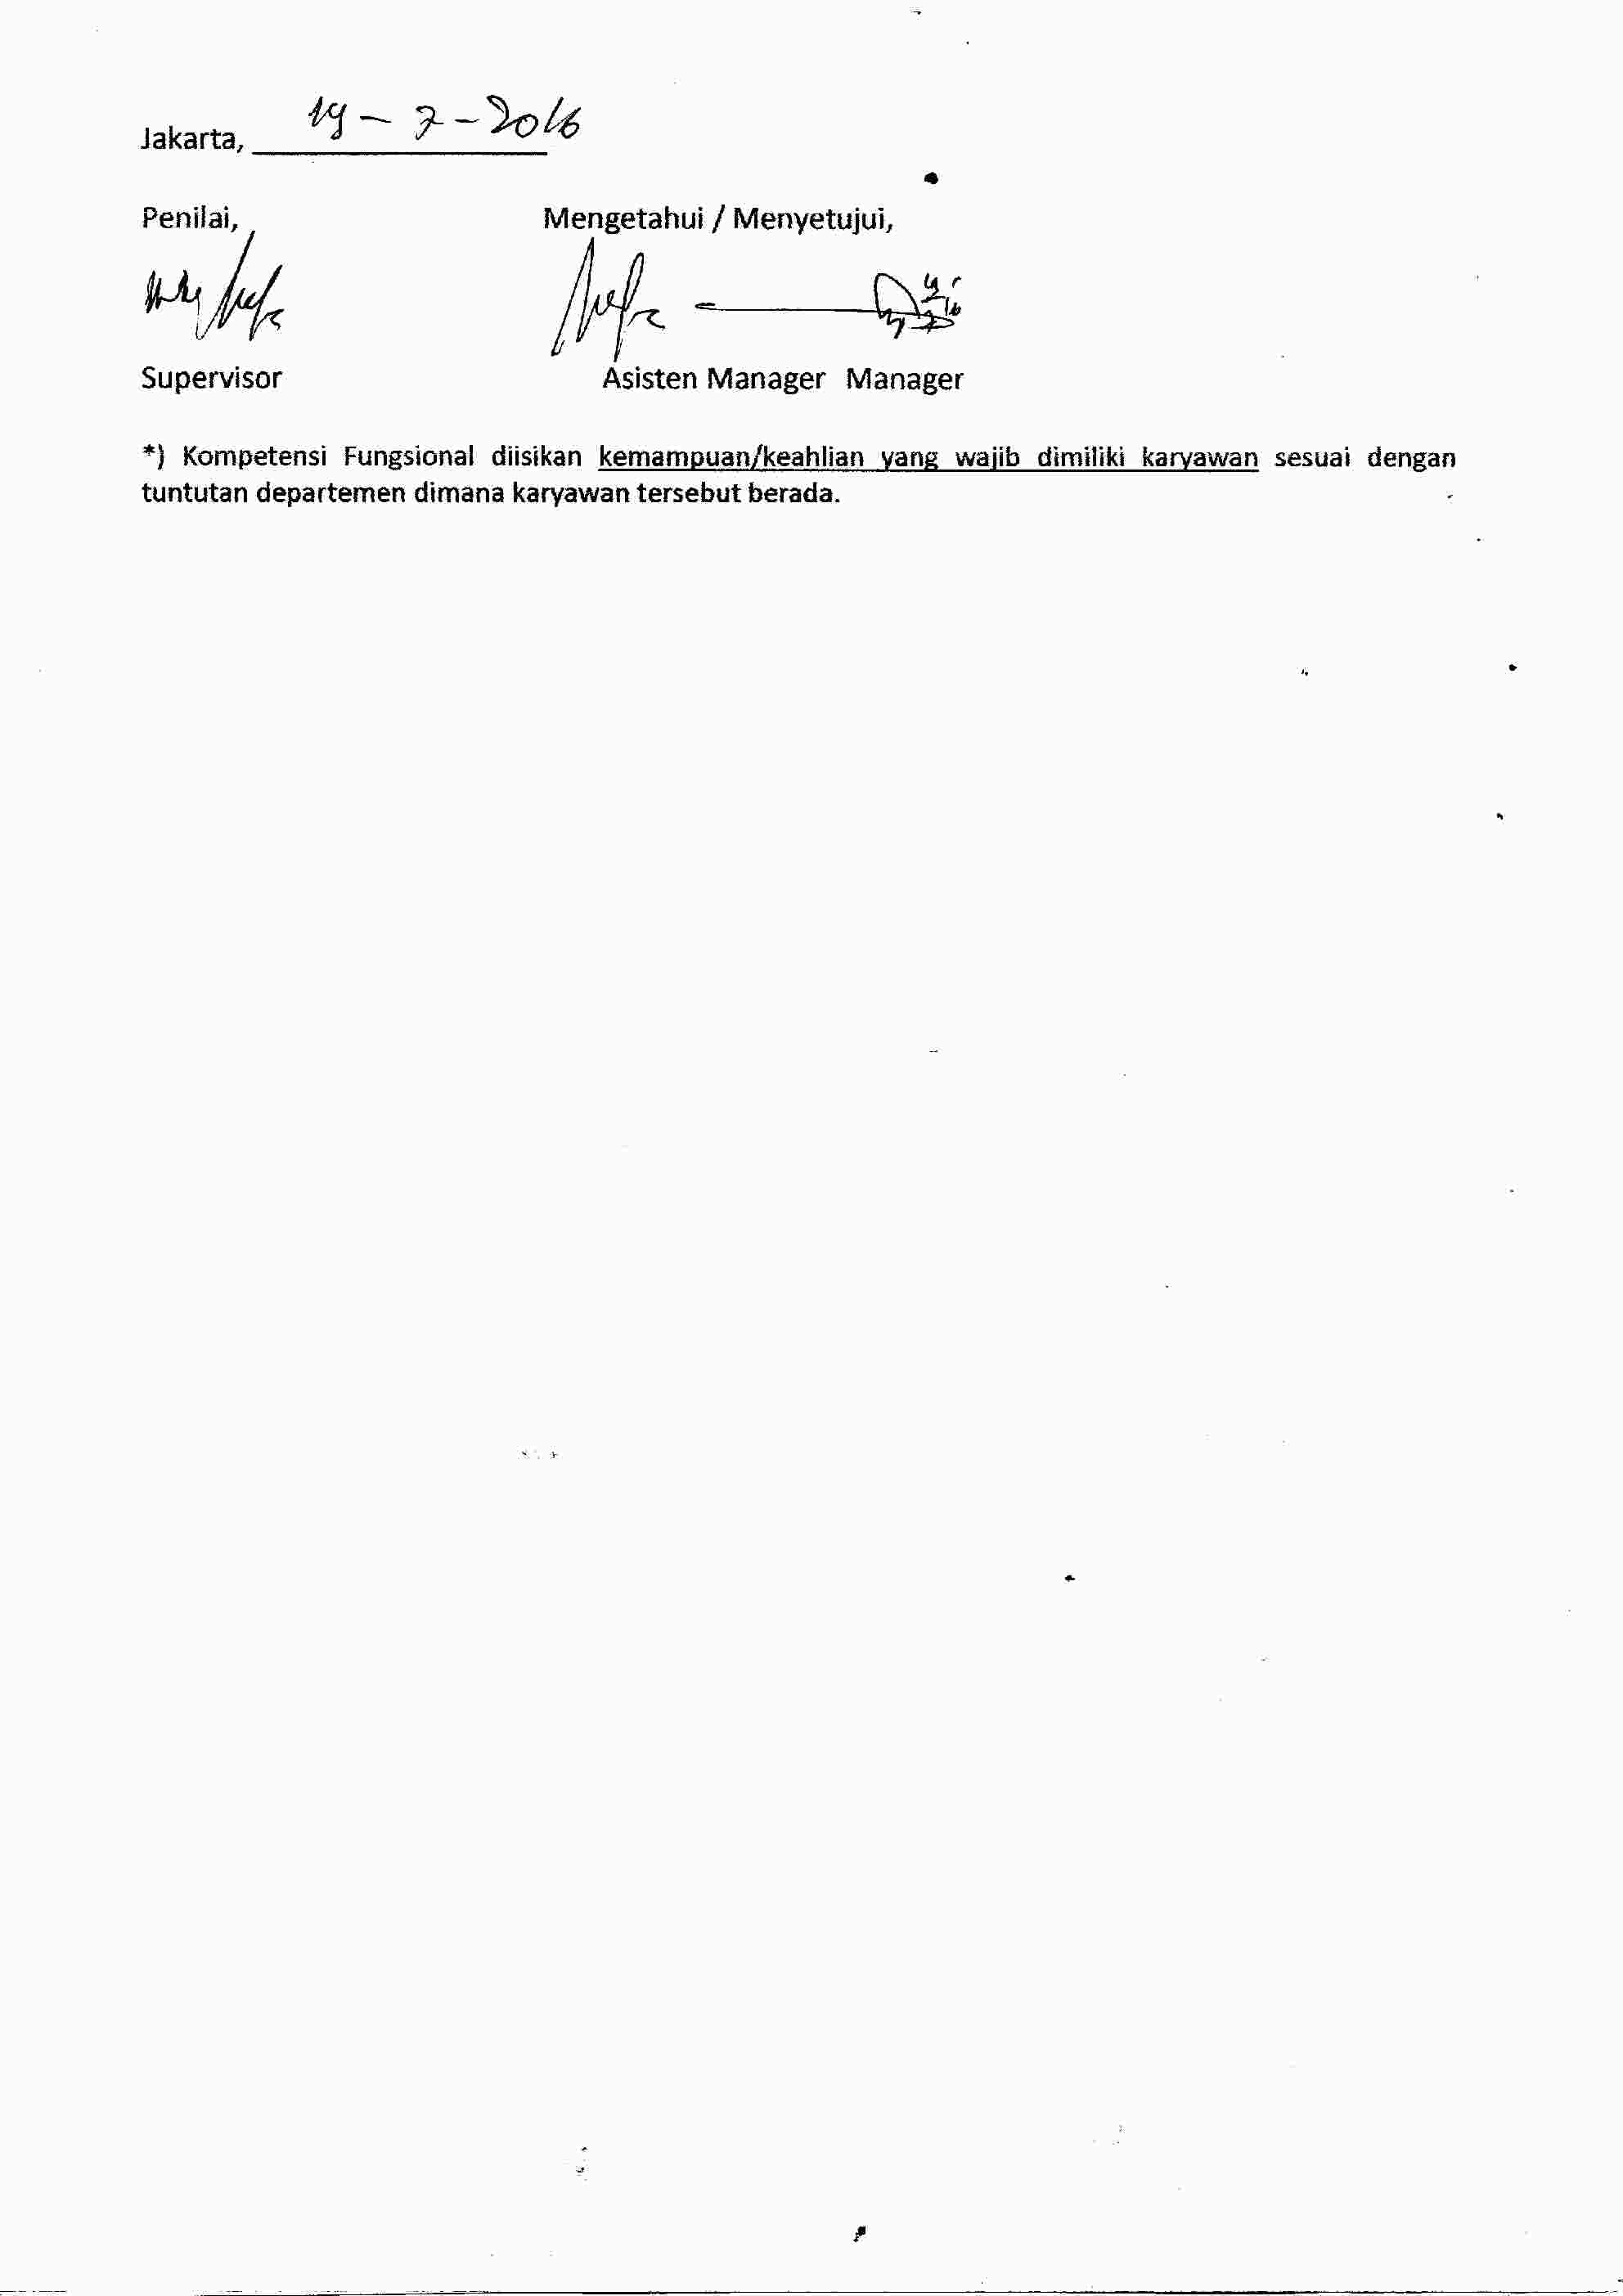 Jakarta, 19 - 7 - 2016
Penilai, Mengetahui / Menyetujui,
Supervisor Asisten Manager Manager
*) Kompetensi Fungsional diisikan kemampuan/keahlian yang wajib dimiliki karyawan sesuai dengan
tuntutan departemen dimana karyawan tersebut berada.